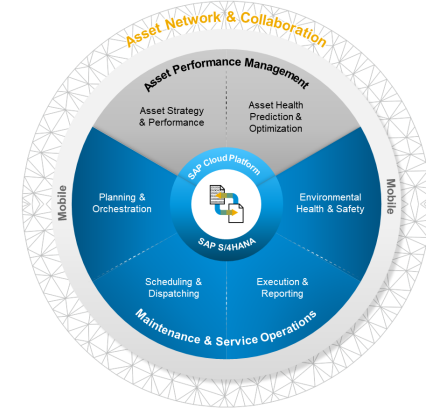 Asset Network & Collaboration
Asset Performance Management
Asset Strategy
& Performance
Asset Health
Prediction &
Optimization
SAP Cloud Platform
Mobile
Planning &
Orchestration
Environmental
Health & Safety
Mobile
SAP S/4HANA
Scheduling &
Dispatching
Execution &
Reporting
Maintenance & Service Operations